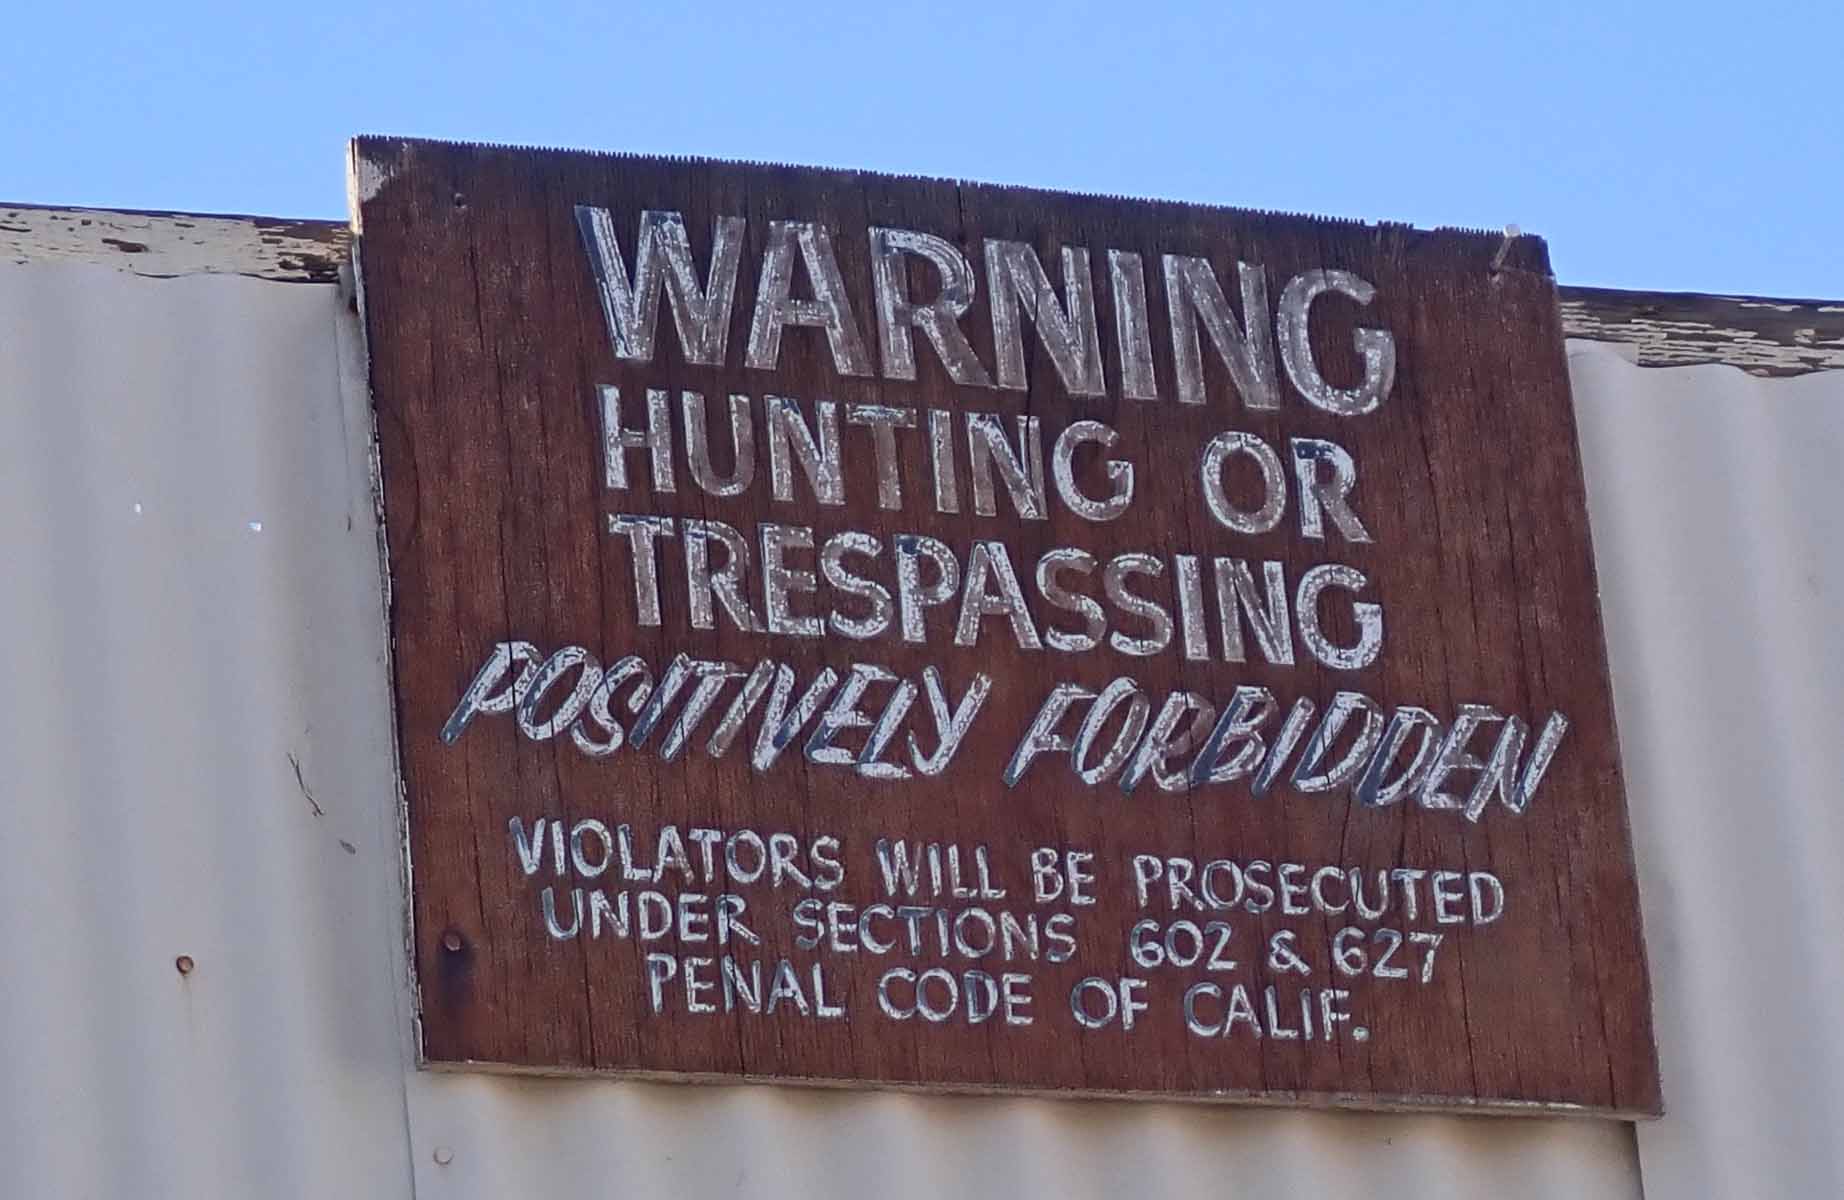 WARNING
HUNTING OR
TRESPASSING
POSITIVELY FORBIDDEN
VIOLATORS WILL BE PROSECUTED
UNDER SECTIONS 602 & 627
PENAL CODE OF CALIF.